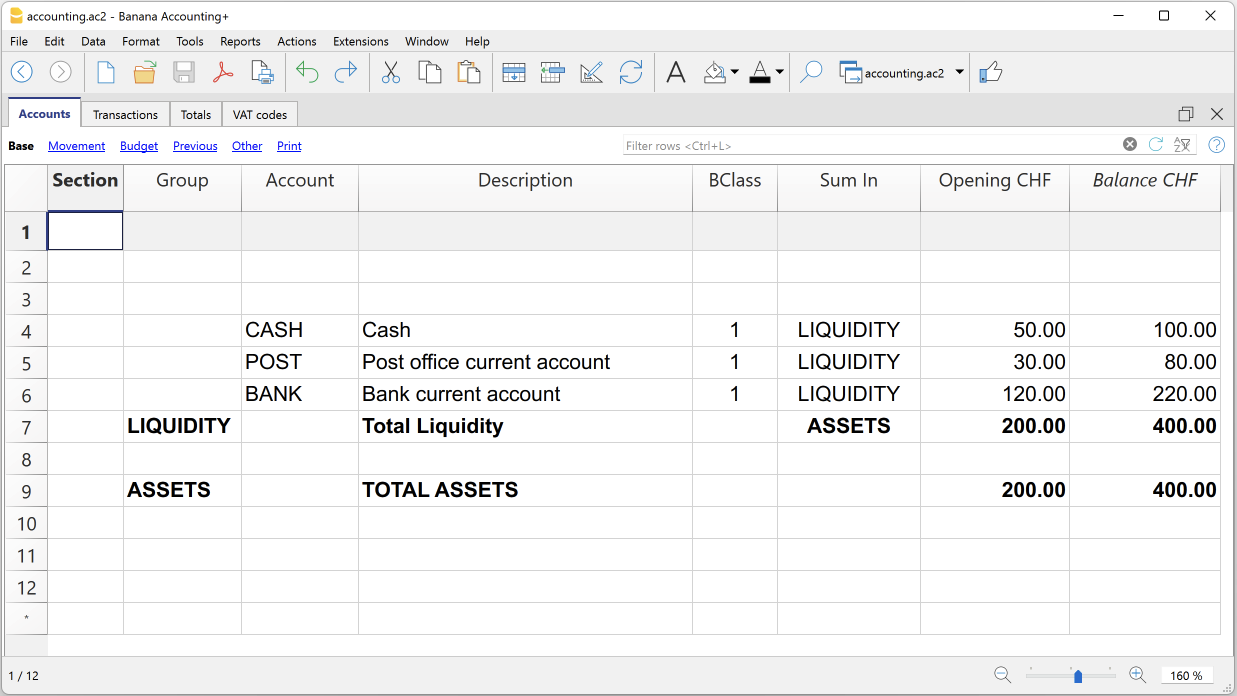 accounting.ac2 - Banana Accounting+
File Edit Data Format Tools Reports Actions Extensions Window Help
accounting.ac2
Accounts Transactions Totals VAT codes
Base Movement Budget Previous Other Print Filter rows <Ctrl+L>
Section Group Account Description BClass Sum In Opening CHF Balance CHF
1
2
3
4 CASH Cash 1 LIQUIDITY 50.00 100.00
5 POST Post office current account 1 LIQUIDITY 30.00 80.00
6 BANK Bank current account 1 LIQUIDITY 120.00 220.00
7 LIQUIDITY Total Liquidity ASSETS 200.00 400.00
8
9 ASSETS TOTAL ASSETS 200.00 400.00
10
11
12
*
1 / 12 160 %